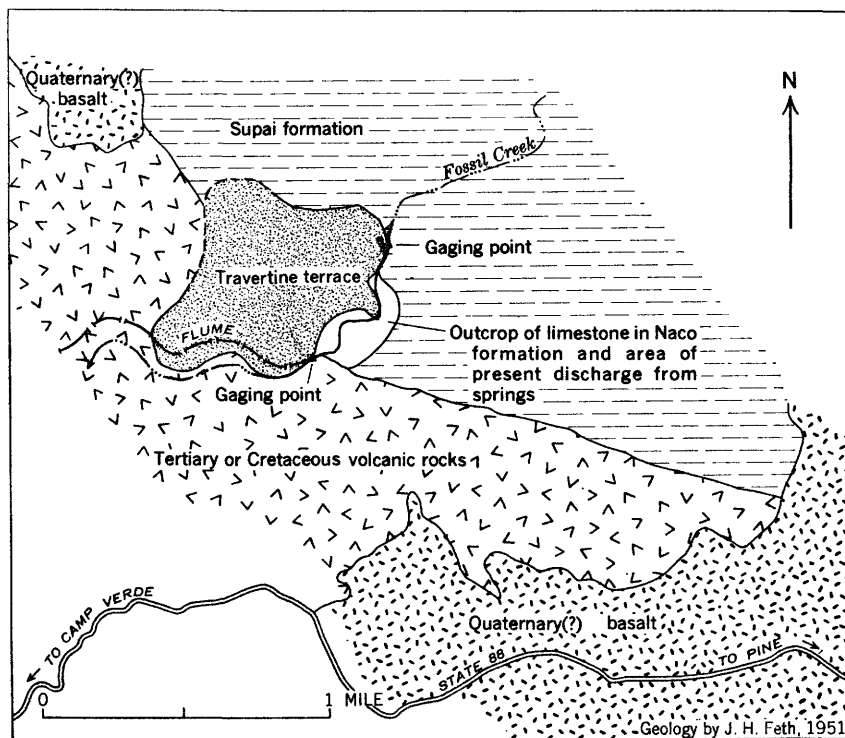 Quaternary(?)
basalt
N
Supai formation
Fossil Creek
Gaging point
Travertine terrace
FLUME
Outcrop of limestone in Naco
formation and area of
present discharge from
springs
Gaging point
Tertiary or Cretaceous volcanic rocks
Quaternary(?) basalt
TO CAMP VERDE
STATE 88
TO PINE
0 1 MILE
Geology by J. H. Feth, 1951